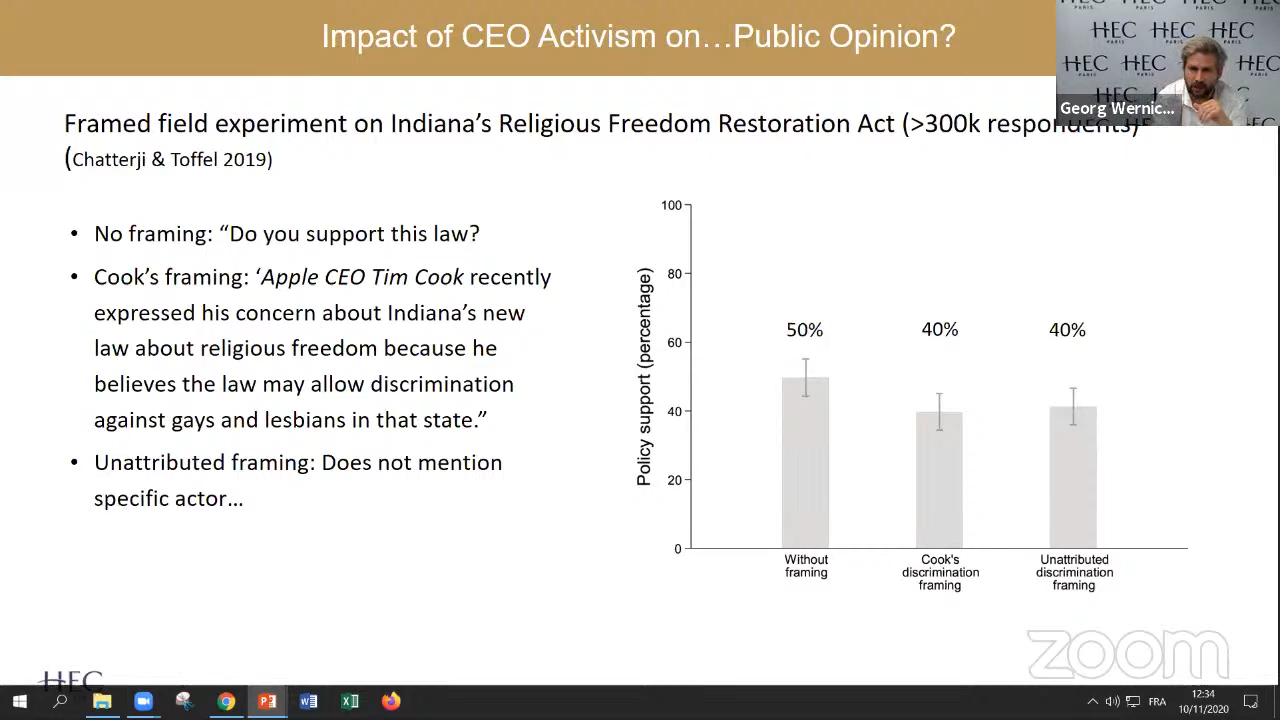 Impact of CEO Activism on…Public Opinion?
HEC
PARIS
Georg Wernic...
Framed field experiment on Indiana’s Religious Freedom Restoration Act (>300k respondents)
(Chatterji & Toffel 2019)
• No framing: “Do you support this law?
• Cook’s framing: ‘Apple CEO Tim Cook recently
expressed his concern about Indiana’s new
law about religious freedom because he
believes the law may allow discrimination
against gays and lesbians in that state.”
• Unattributed framing: Does not mention
specific actor…
Policy support (percentage)
100
80
60
40
20
0
50%
40%
40%
Without
framing
Cook's
discrimination
framing
Unattributed
discrimination
framing
zoom
HEC
FRA
12:34
10/11/2020